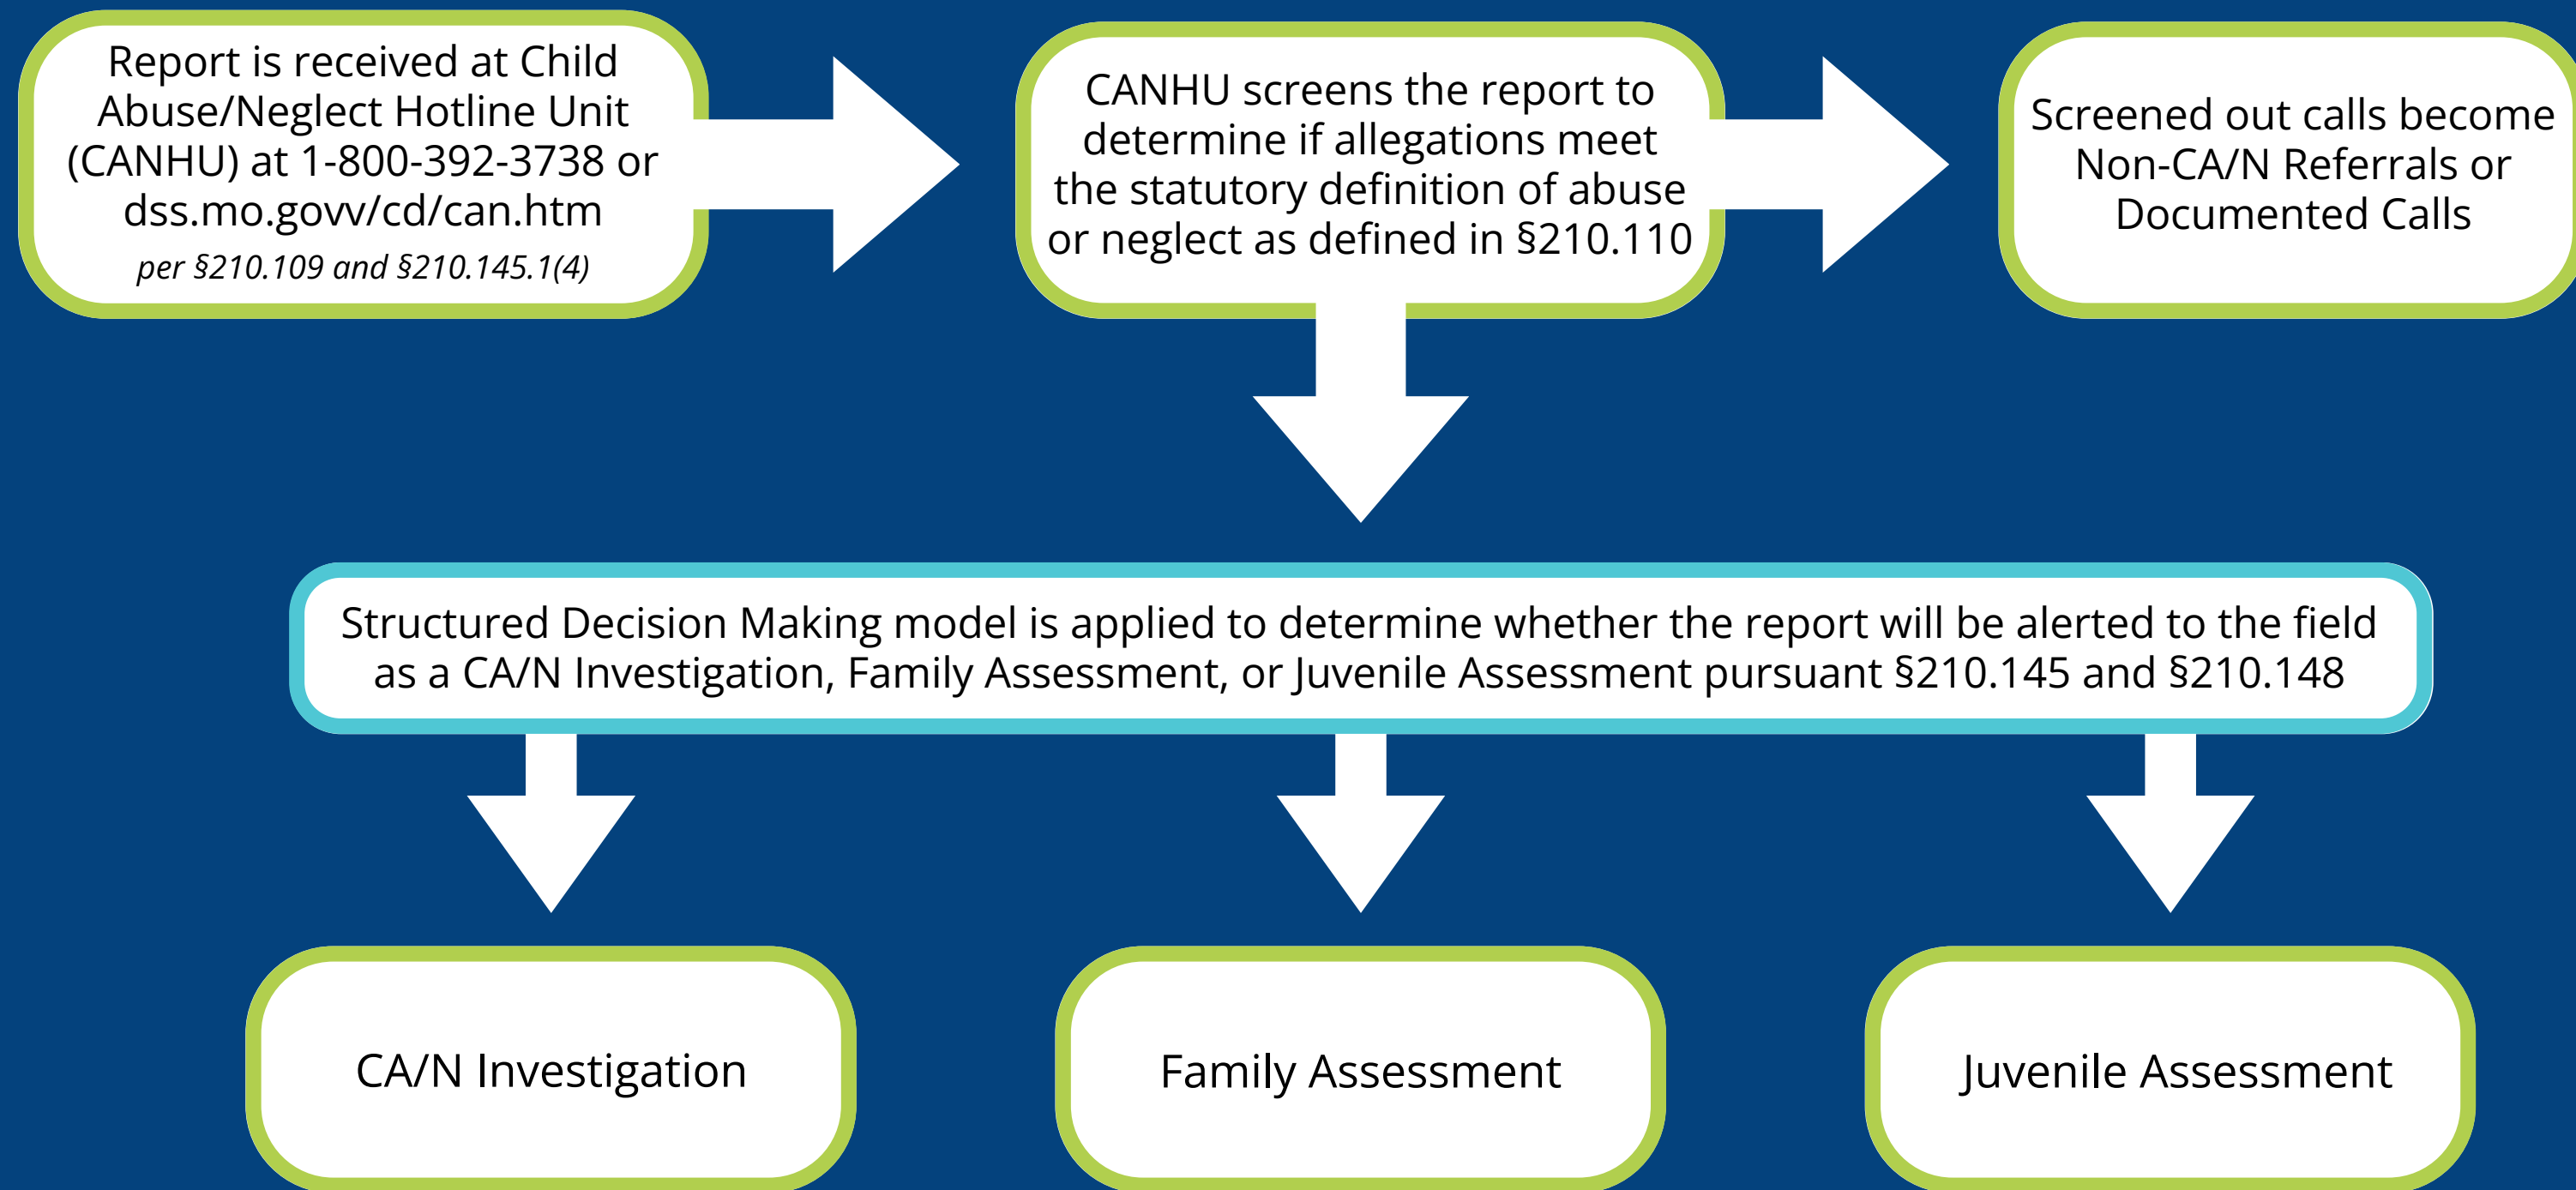 Report is received at Child
Abuse/Neglect Hotline Unit
(CANHU) at 1-800-392-3738 or
dss.mo.govv/cd/can.htm
per §210.109 and §210.145.1(4)
CANHU screens the report to
determine if allegations meet
the statutory definition of abuse
or neglect as defined in §210.110
Screened out calls become
Non-CA/N Referrals or
Documented Calls
Structured Decision Making model is applied to determine whether the report will be alerted to the field
as a CA/N Investigation, Family Assessment, or Juvenile Assessment pursuant §210.145 and §210.148
CA/N Investigation
Family Assessment
Juvenile Assessment